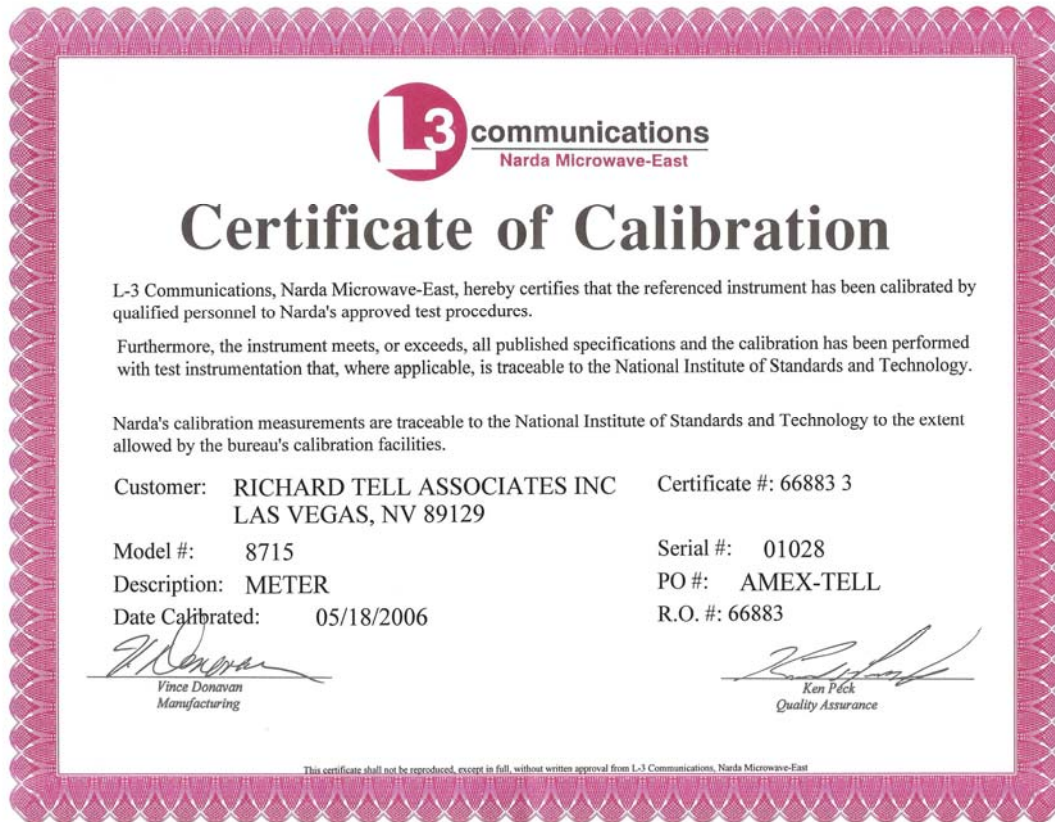 L3 communications
Narda Microwave-East
Certificate of Calibration
L-3 Communications, Narda Microwave-East, hereby certifies that the referenced instrument has been calibrated by
qualified personnel to Narda's approved test procedures.
Furthermore, the instrument meets, or exceeds, all published specifications and the calibration has been performed
with test instrumentation that, where applicable, is traceable to the National Institute of Standards and Technology.
Narda's calibration measurements are traceable to the National Institute of Standards and Technology to the extent
allowed by the bureau's calibration facilities.
Customer: RICHARD TELL ASSOCIATES INC
LAS VEGAS, NV 89129
Certificate #: 66883 3
Model #: 8715
Serial #: 01028
Description: METER
PO #: AMEX-TELL
Date Calibrated: 05/18/2006
R.O. #: 66883
V. Donovan
Vince Donavan
Manufacturing
Ken Peck
Quality Assurance
This certificate shall not be reproduced, except in full, without written approval from L-3 Communications, Narda Microwave-East